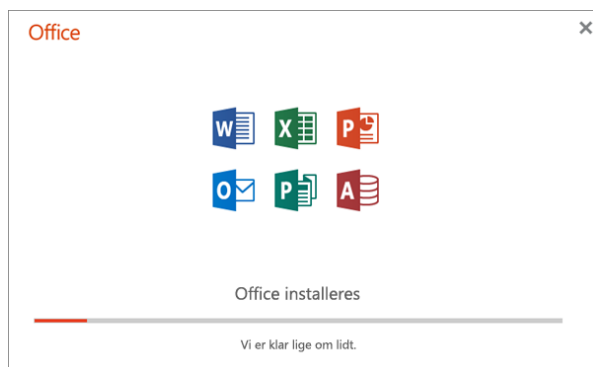 Office
W X P
O P A
Office installeres
Vi er klar lige om lidt.